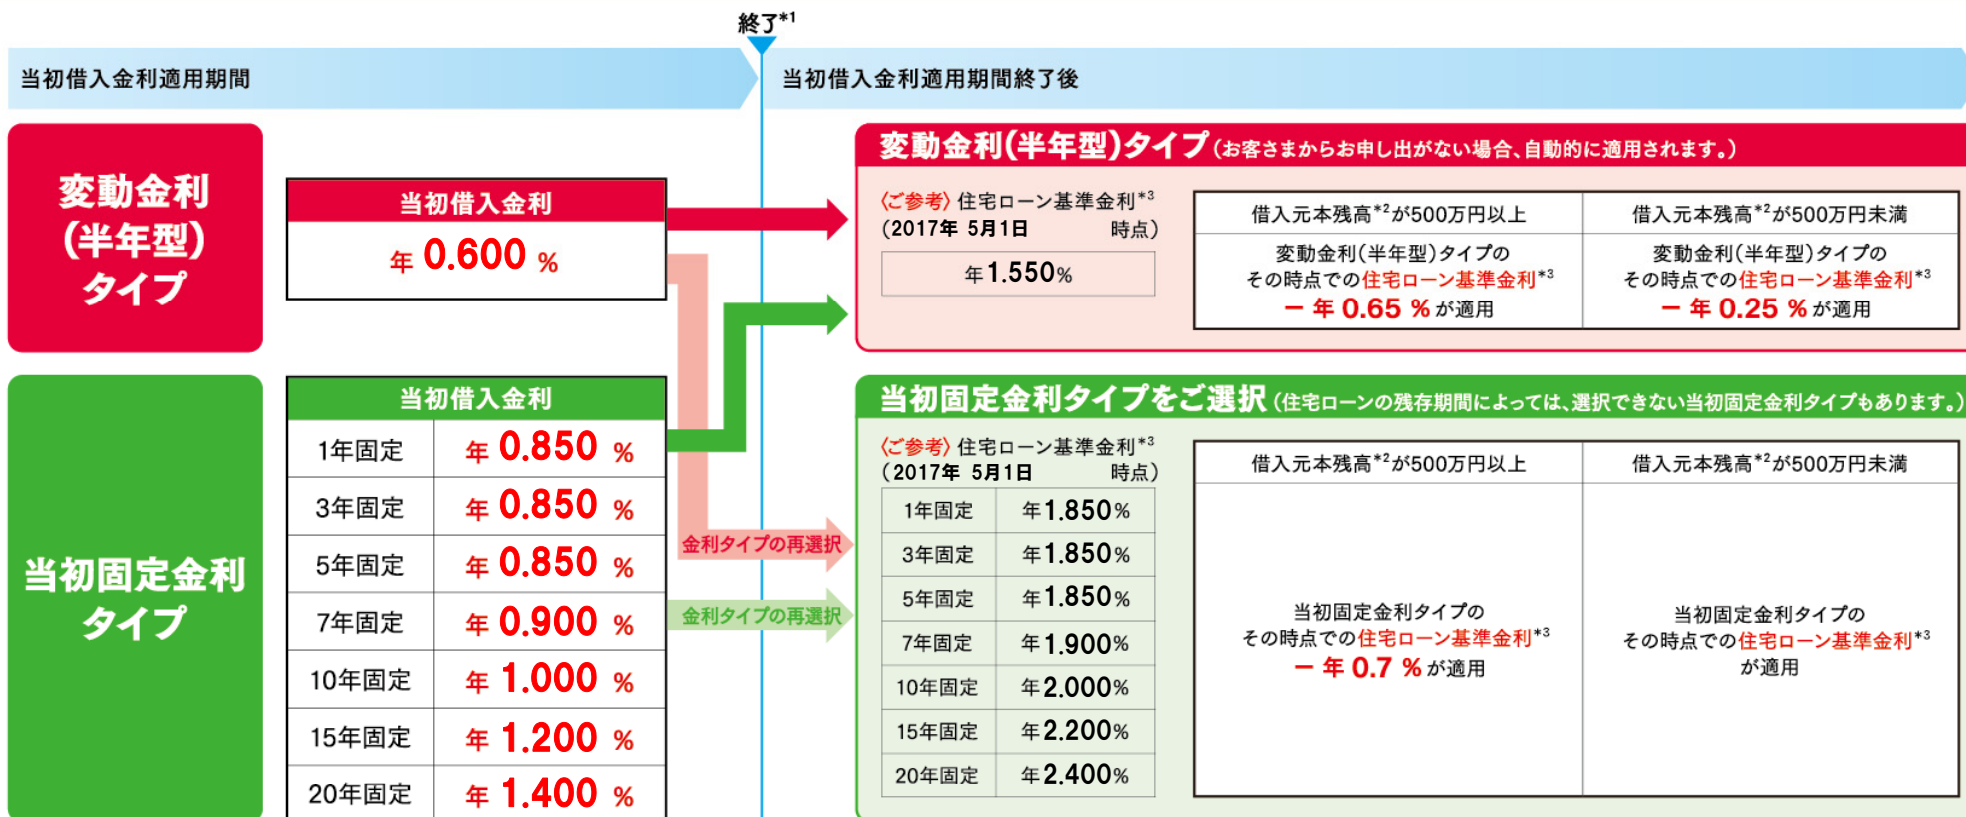 終了*1
当初借入金利適用期間
当初借入金利適用期間終了後
変動金利
(半年型)
タイプ
当初借入金利
年 0.600 %
変動金利(半年型)タイプ(お客さまからお申し出がない場合、自動的に適用されます。)
〈ご参考〉住宅ローン基準金利*3
(2017年 5月1日 時点)
年1.550%
借入元本残高*2が500万円以上
変動金利(半年型)タイプの
その時点での住宅ローン基準金利*3
ー 年 0.65 % が適用
借入元本残高*2が500万円未満
変動金利(半年型)タイプの
その時点での住宅ローン基準金利*3
ー 年 0.25 % が適用
当初固定金利
タイプ
当初借入金利
1年固定 年 0.850 %
3年固定 年 0.850 %
5年固定 年 0.850 %
7年固定 年 0.900 %
10年固定 年 1.000 %
15年固定 年 1.200 %
20年固定 年 1.400 %
金利タイプの再選択
金利タイプの再選択
当初固定金利タイプをご選択(住宅ローンの残存期間によっては、選択できない当初固定金利タイプもあります。)
〈ご参考〉住宅ローン基準金利*3
(2017年 5月1日 時点)
1年固定 年1.850%
3年固定 年1.850%
5年固定 年1.850%
7年固定 年1.900%
10年固定 年2.000%
15年固定 年2.200%
20年固定 年2.400%
借入元本残高*2が500万円以上
当初固定金利タイプの
その時点での住宅ローン基準金利*3
ー 年 0.7 % が適用
借入元本残高*2が500万円未満
当初固定金利タイプの
その時点での住宅ローン基準金利*3
が適用